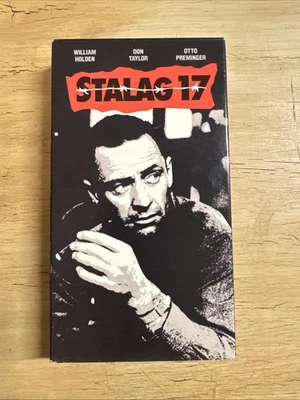 WILLIAM HOLDEN
DON TAYLOR
OTTO PREMINGER
STALAG 17